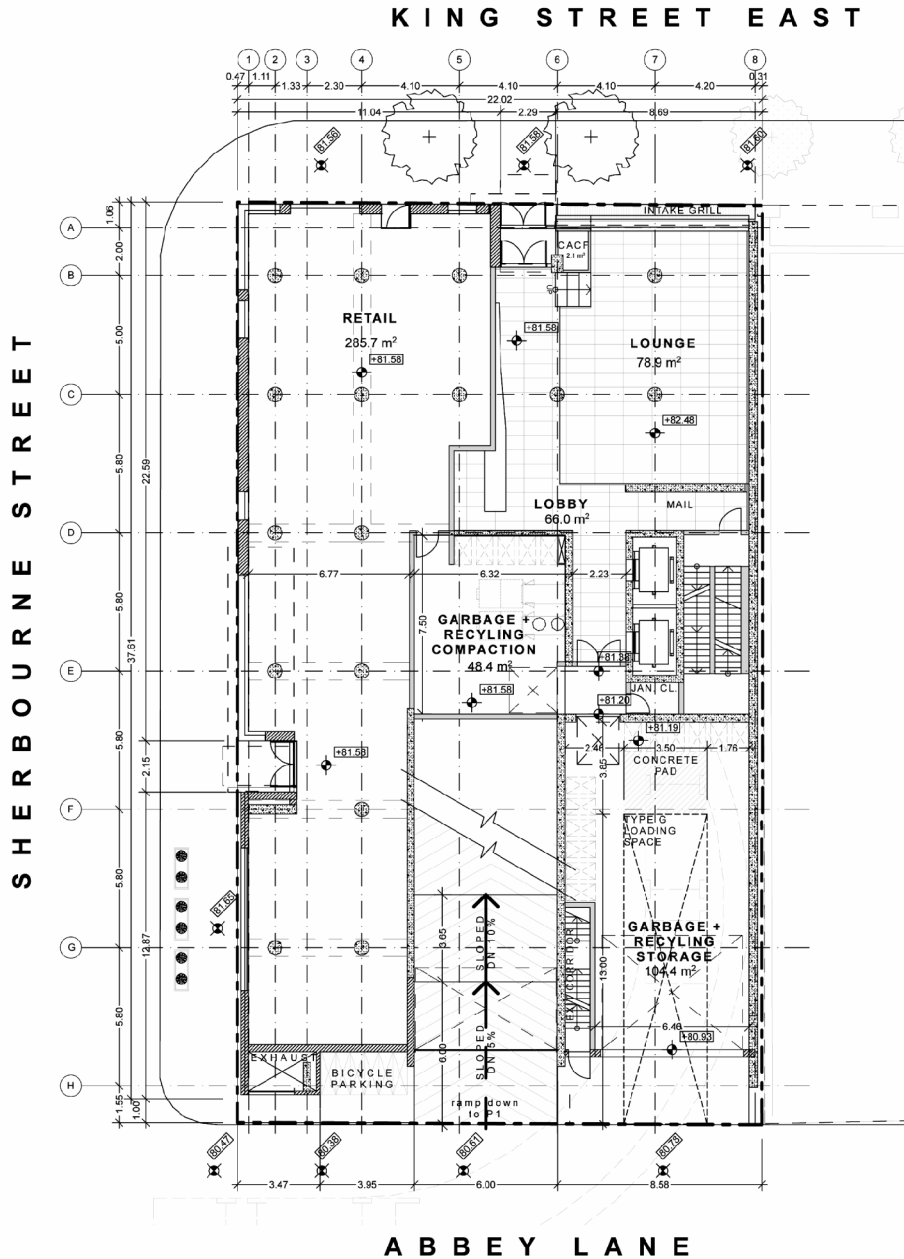 KING STREET EAST
1 2 3 4 5 6 7 8
0.47 1.11 1.33 2.30 4.10 4.10 4.10 4.20 0.31
22.02
11.04 2.29 8.69
81.56 81.58 81.60
INTAKE GRILL
1.06
A
2.00
CACF
2.1 m²
B
RETAIL
285.7 m²
+81.58
+81.58
LOUNGE
78.9 m²
5.00
C
+82.48
SHERBOURNE STREET
22.59
5.80
LOBBY
66.0 m²
MAIL
D
6.77 6.32 2.23
37.61
5.80
7.50
GARBAGE +
RECYLING
COMPACTION
48.4 m²
E
+81.58
+81.20
JAN. CL.
+81.19
5.80
2.15
+81.58
2.46 3.50 1.76
3.85
CONCRETE
PAD
F
TYPE G
LOADING
SPACE
5.80
81.65
12.87
3.65
SLOPED
DN 10%
EXIT CORRIDOR
13.00
GARBAGE +
RECYLING
STORAGE
104.4 m²
G
5.80
6.00
SLOPED
DN 5%
6.46
+80.93
EXHAUST
BICYCLE
PARKING
H
1.55
1.00
ramp down
to P1
80.47 80.38 80.61 80.78
3.47 3.95 6.00 8.58
ABBEY LANE